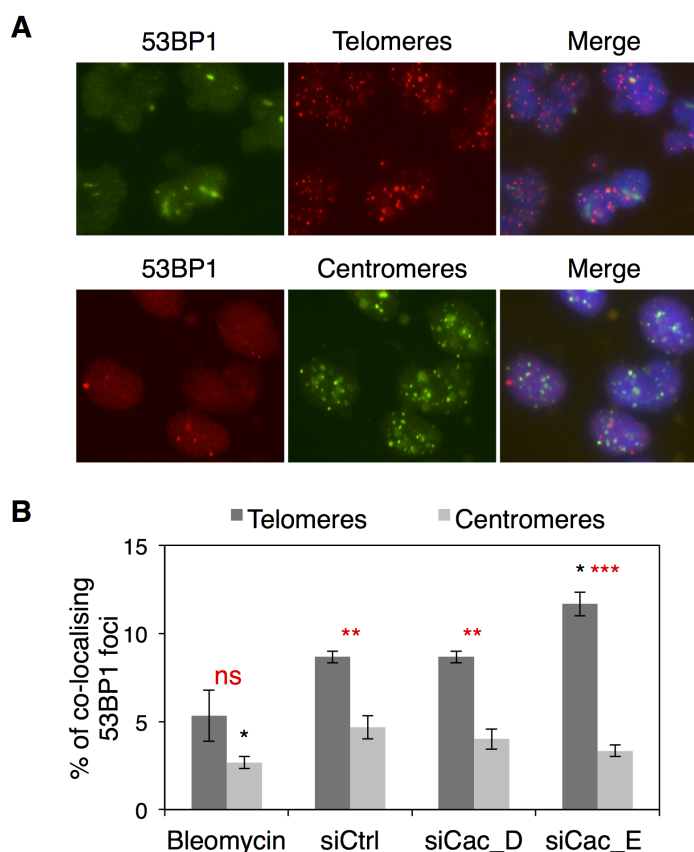 A
53BP1 Telomeres Merge
53BP1 Centromeres Merge
B
Telomeres Centromeres
% of co-localising
53BP1 foci
15
10
5
0
ns
*
**
**
* ***
Bleomycin siCtrl siCac_D siCac_E